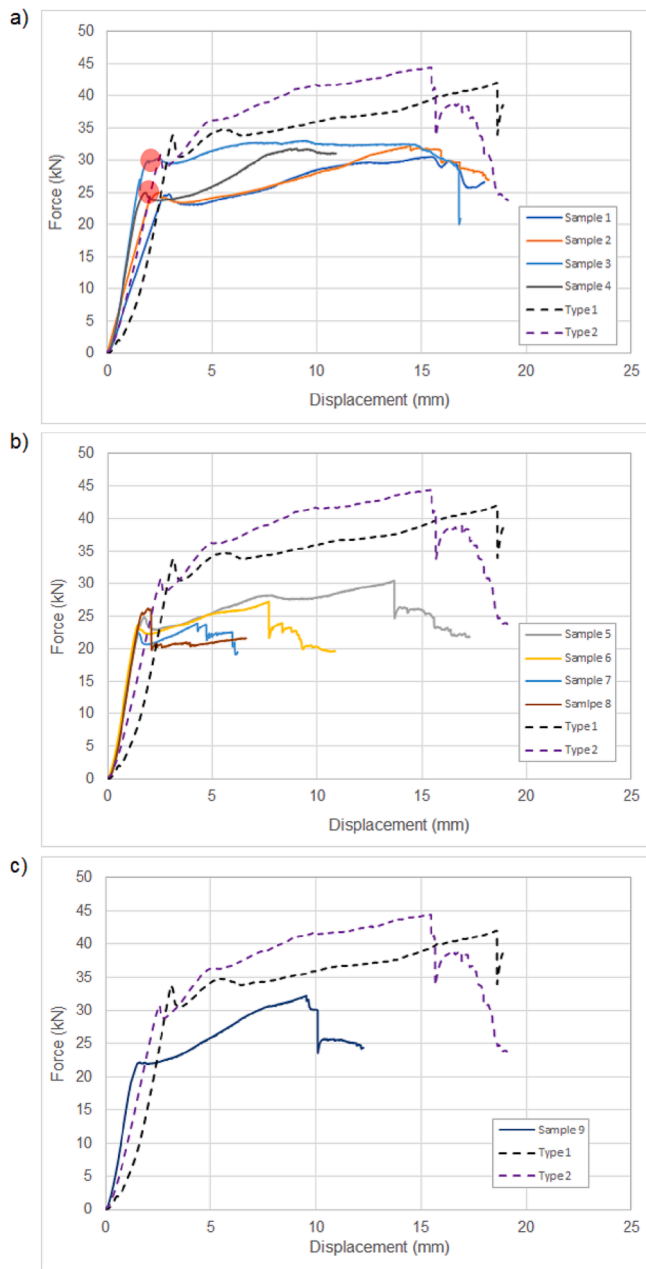 a)
50
45
40
35
30
25
20
15
10
5
0
Force (kN)
Sample 1
Sample 2
Sample 3
Sample 4
Type 1
Type 2
0 5 10 15 20 25
Displacement (mm)
b)
50
45
40
35
30
25
20
15
10
5
0
Force (kN)
Sample 5
Sample 6
Sample 7
Samlpe 8
Type 1
Type 2
0 5 10 15 20 25
Displacement (mm)
c)
50
45
40
35
30
25
20
15
10
5
0
Force (kN)
Sample 9
Type 1
Type 2
0 5 10 15 20 25
Displacement (mm)